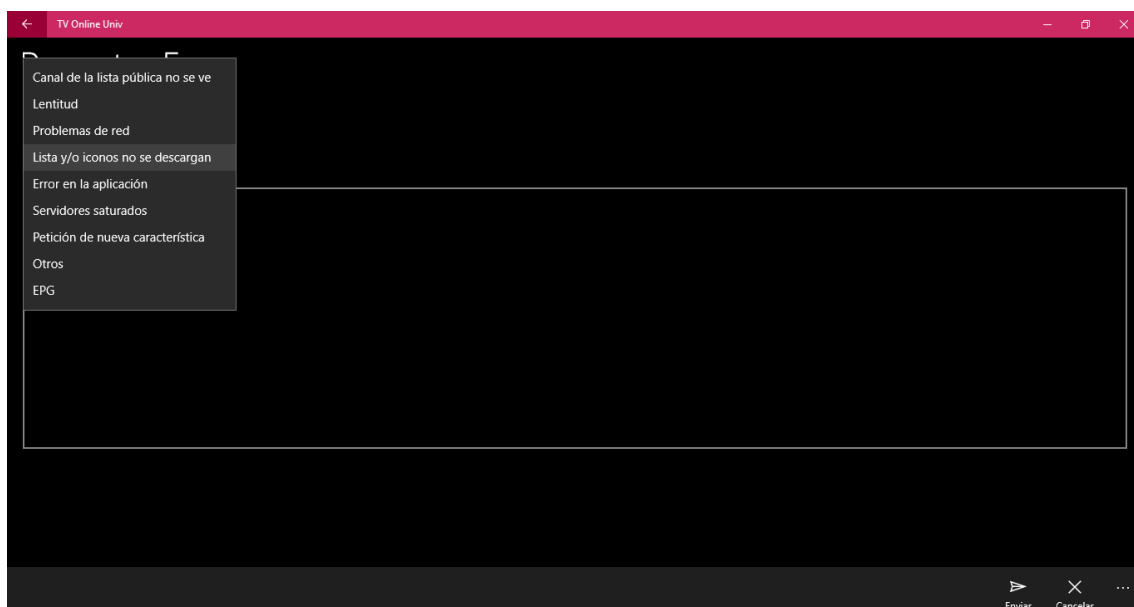 TV Online Univ
Canal de la lista pública no se ve
Lentitud
Problemas de red
Lista y/o iconos no se descargan
Error en la aplicación
Servidores saturados
Petición de nueva característica
Otros
EPG
Enviar Cancelar